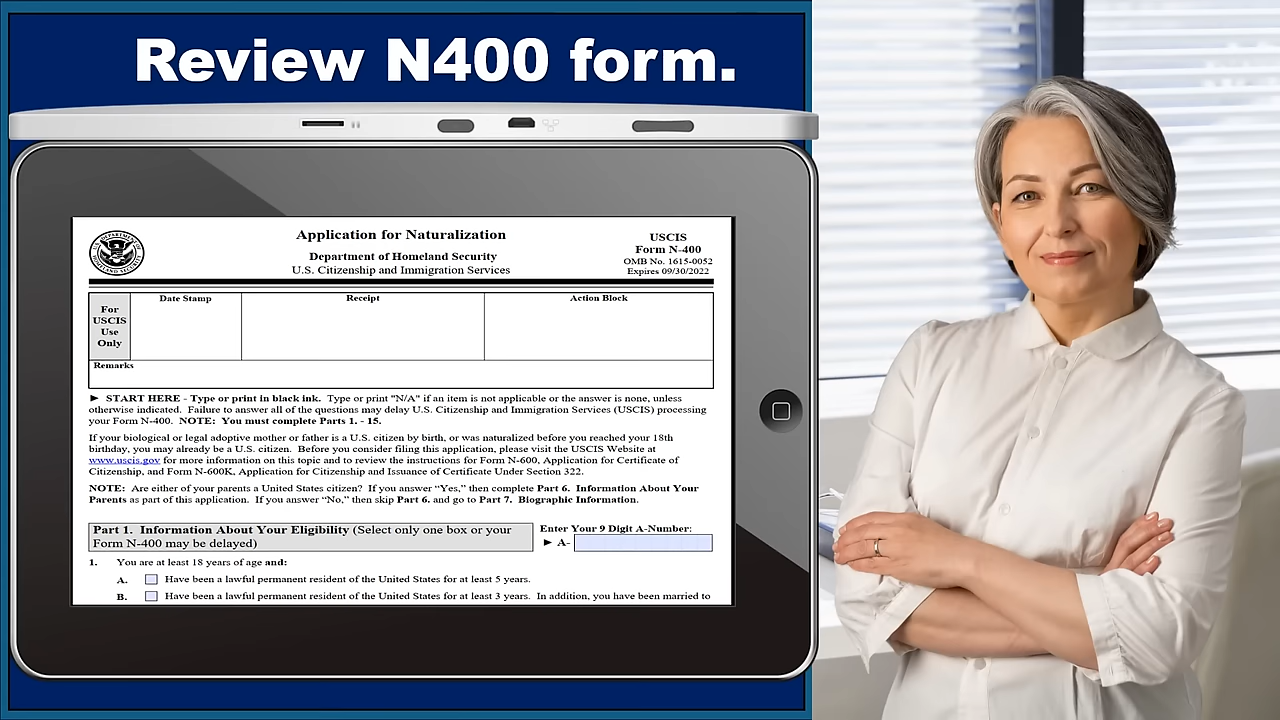 Review N400 form.
Application for Naturalization
Department of Homeland Security
U.S. Citizenship and Immigration Services
USCIS
Form N-400
OMB No. 1615-0052
Expires 09/30/2022
For
USCIS
Use
Only
Date Stamp
Receipt
Action Block
Remarks
► START HERE - Type or print in black ink. Type or print "N/A" if an item is not applicable or the answer is none, unless
otherwise indicated. Failure to answer all of the questions may delay U.S. Citizenship and Immigration Services (USCIS) processing
your Form N-400. NOTE: You must complete Parts 1. - 15.
If your biological or legal adoptive mother or father is a U.S. citizen by birth, or was naturalized before you reached your 18th
birthday, you may already be a U.S. citizen. Before you consider filing this application, please visit the USCIS Website at
www.uscis.gov for more information on this topic and to review the instructions for Form N-600, Application for Certificate of
Citizenship, and Form N-600K, Application for Citizenship and Issuance of Certificate Under Section 322.
NOTE: Are either of your parents a United States citizen? If you answer “Yes,” then complete Part 6. Information About Your
Parents as part of this application. If you answer “No,” then skip Part 6. and go to Part 7. Biographic Information.
Part 1. Information About Your Eligibility (Select only one box or your
Form N-400 may be delayed)
Enter Your 9 Digit A-Number:
► A-
1. You are at least 18 years of age and:
A. Have been a lawful permanent resident of the United States for at least 5 years.
B. Have been a lawful permanent resident of the United States for at least 3 years. In addition, you have been married to